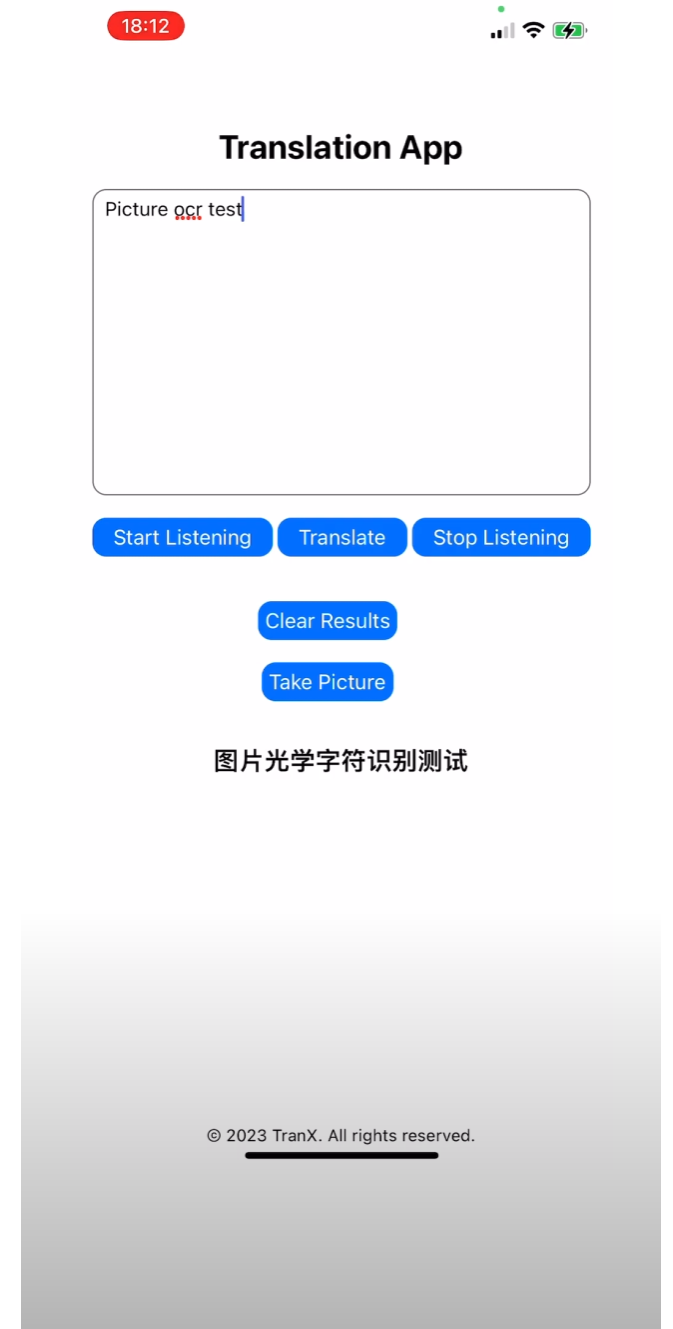 18:12
Translation App
Picture ocr test
Start Listening Translate Stop Listening
Clear Results
Take Picture
图片光学字符识别测试
© 2023 TranX. All rights reserved.